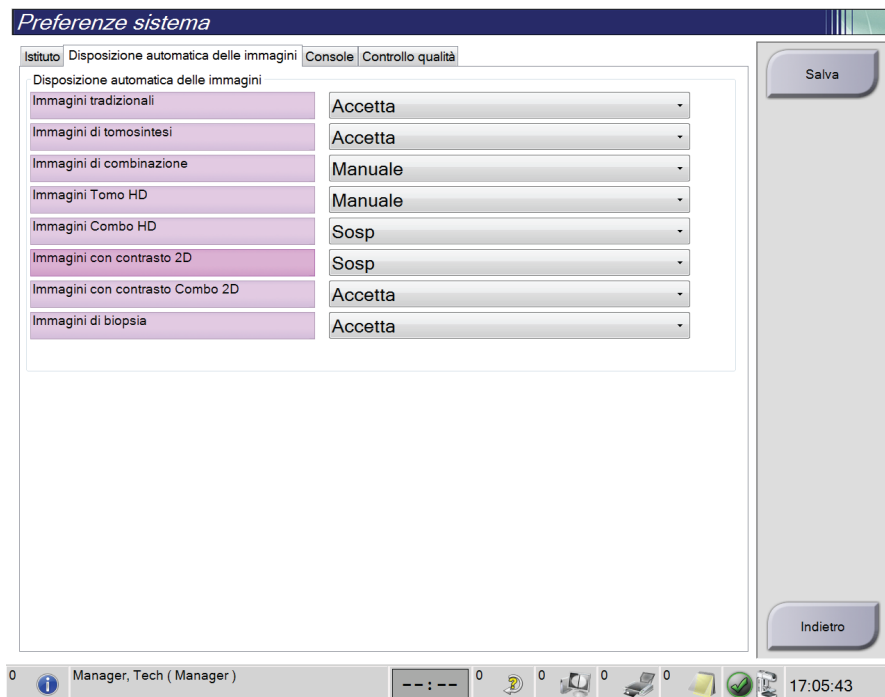 Preferenze sistema
Istituto Disposizione automatica delle immagini Console Controllo qualità
Disposizione automatica delle immagini
Immagini tradizionali Accetta
Immagini di tomosintesi Accetta
Immagini di combinazione Manuale
Immagini Tomo HD Manuale
Immagini Combo HD Sosp
Immagini con contrasto 2D Sosp
Immagini con contrasto Combo 2D Accetta
Immagini di biopsia Accetta
Salva
Indietro
0 Manager, Tech ( Manager ) --:-- 0 0 0 0 17:05:43